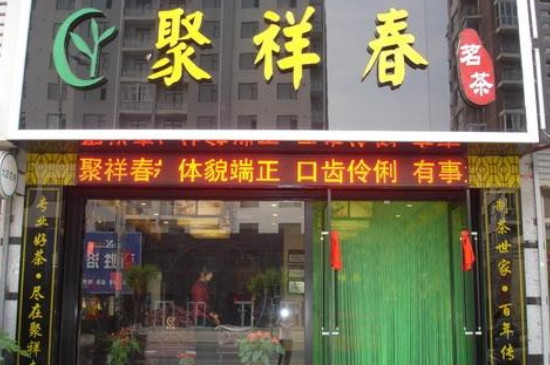 聚祥春
茗茶
聚祥春 体貌端正 口齿伶俐 有事
专业好茶·尽在聚祥
制茶世家·百年传